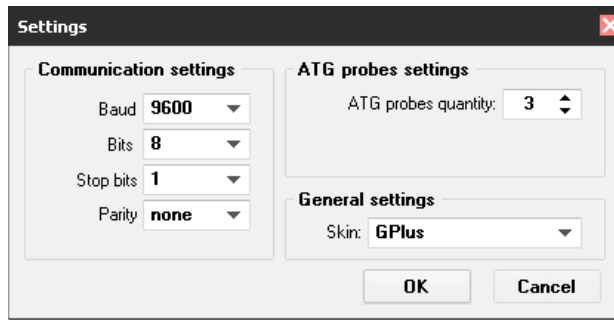 Settings
Communication settings
Baud 9600
Bits 8
Stop bits 1
Parity none
ATG probes settings
ATG probes quantity: 3
General settings
Skin: GPlus
OK Cancel